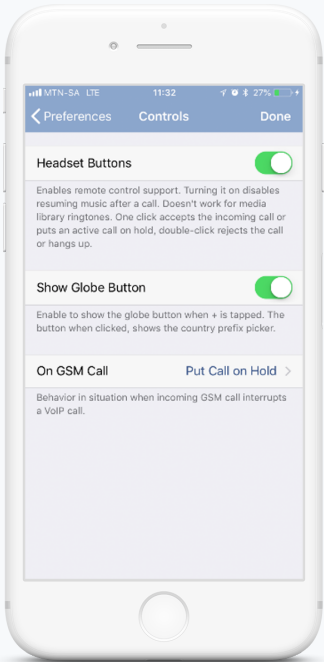 MTN-SA LTE 11:32 27%
Preferences Controls Done
Headset Buttons
Enables remote control support. Turning it on disables
resuming music after a call. Doesn't work for media
library ringtones. One click accepts the incoming call or
puts an active call on hold, double-click rejects the call
or hangs up.
Show Globe Button
Enable to show the globe button when + is tapped. The
button when clicked, shows the country prefix picker.
On GSM Call Put Call on Hold
Behavior in situation when incoming GSM call interrupts
a VoIP call.